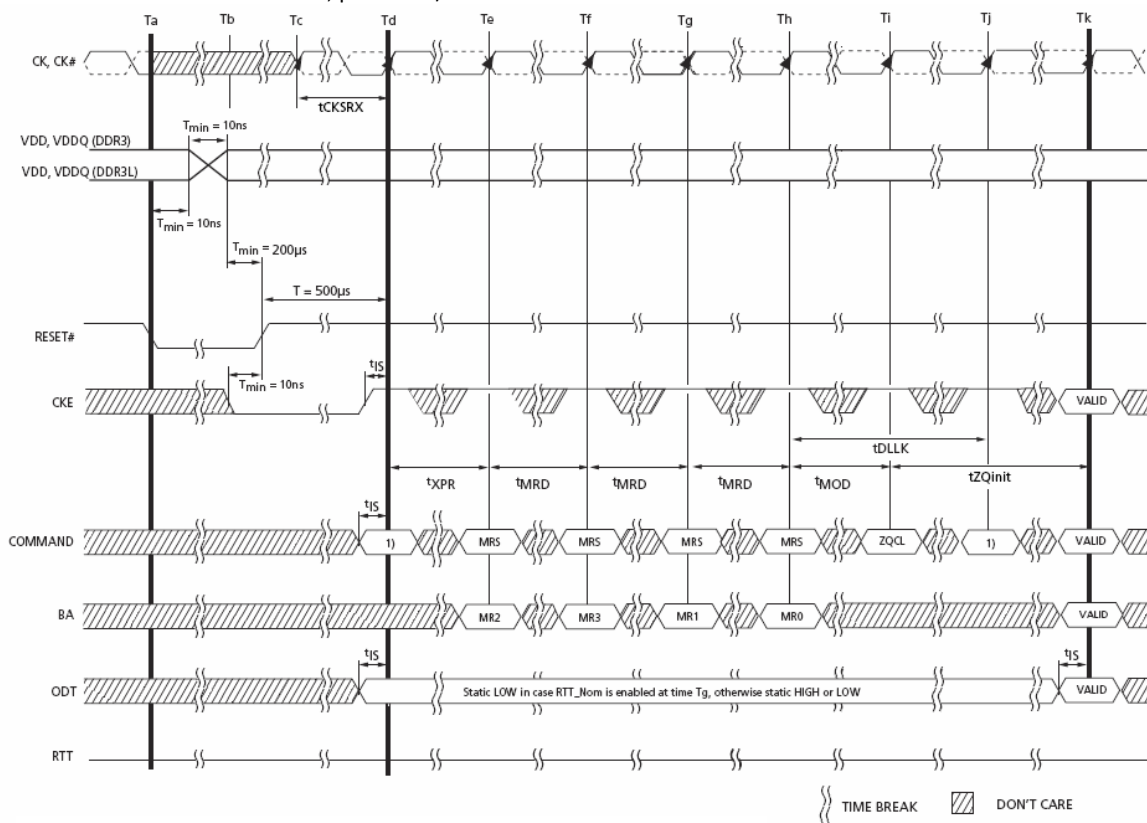 Ta Tb Tc Td Te Tf Tg Th Ti Tj Tk
CK, CK#
tCKSRX
Tmin = 10ns
VDD, VDDQ (DDR3)
VDD, VDDQ (DDR3L)
Tmin = 10ns
Tmin = 200µs
T = 500µs
RESET#
Tmin = 10ns
tIS
CKE
VALID
tDLLK
tXPR tMRD tMRD tMRD tMOD tZQinit
tIS
COMMAND 1) MRS MRS MRS MRS ZQCL 1) VALID
BA MR2 MR3 MR1 MR0 VALID
tIS tIS
ODT Static LOW in case RTT_Nom is enabled at time Tg, otherwise static HIGH or LOW VALID
RTT
TIME BREAK DON'T CARE